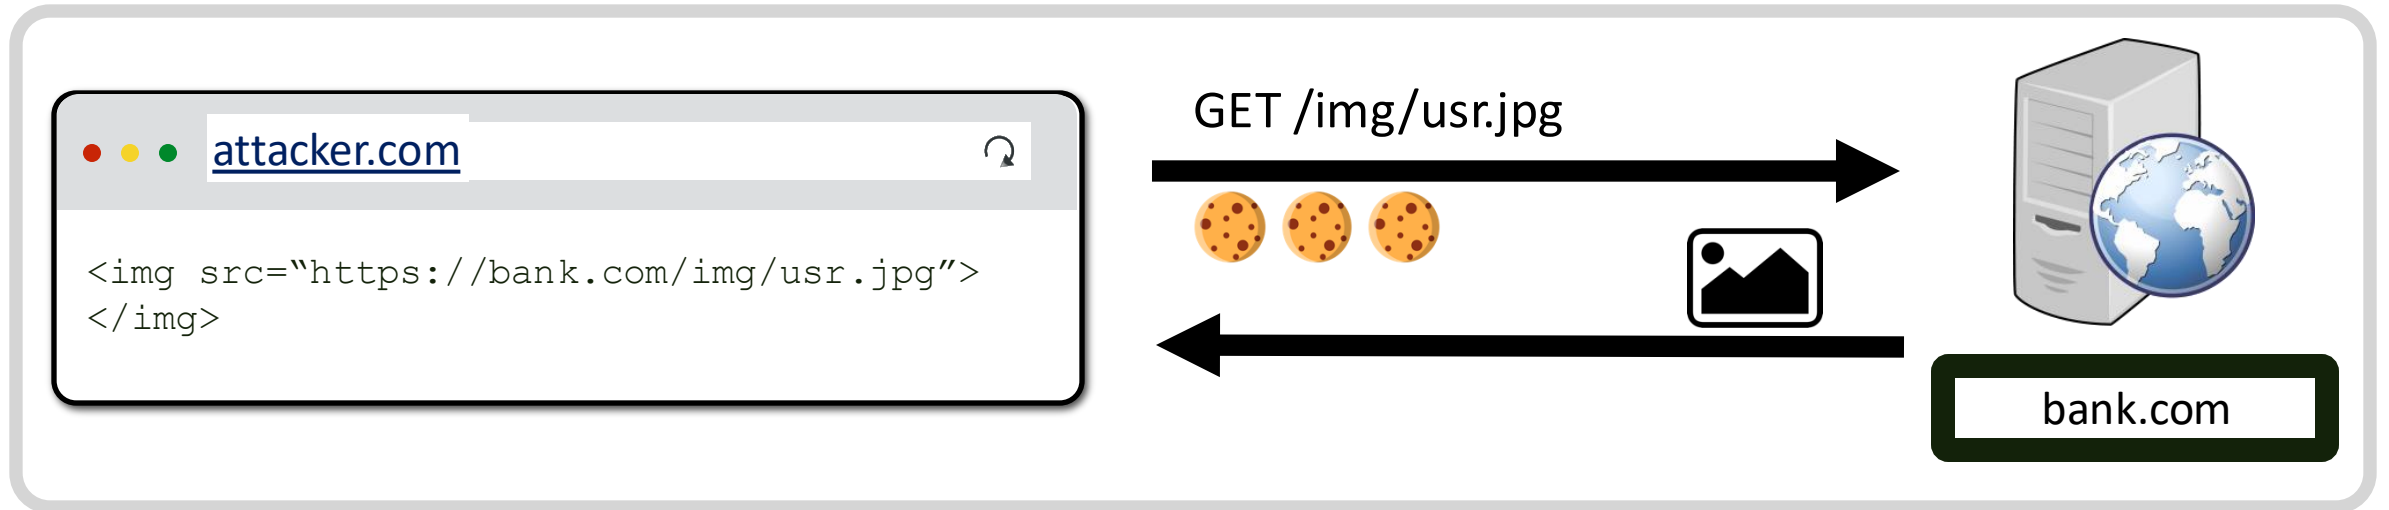 attacker.com
<img src=“https://bank.com/img/usr.jpg”>
</img>
GET /img/usr.jpg
bank.com